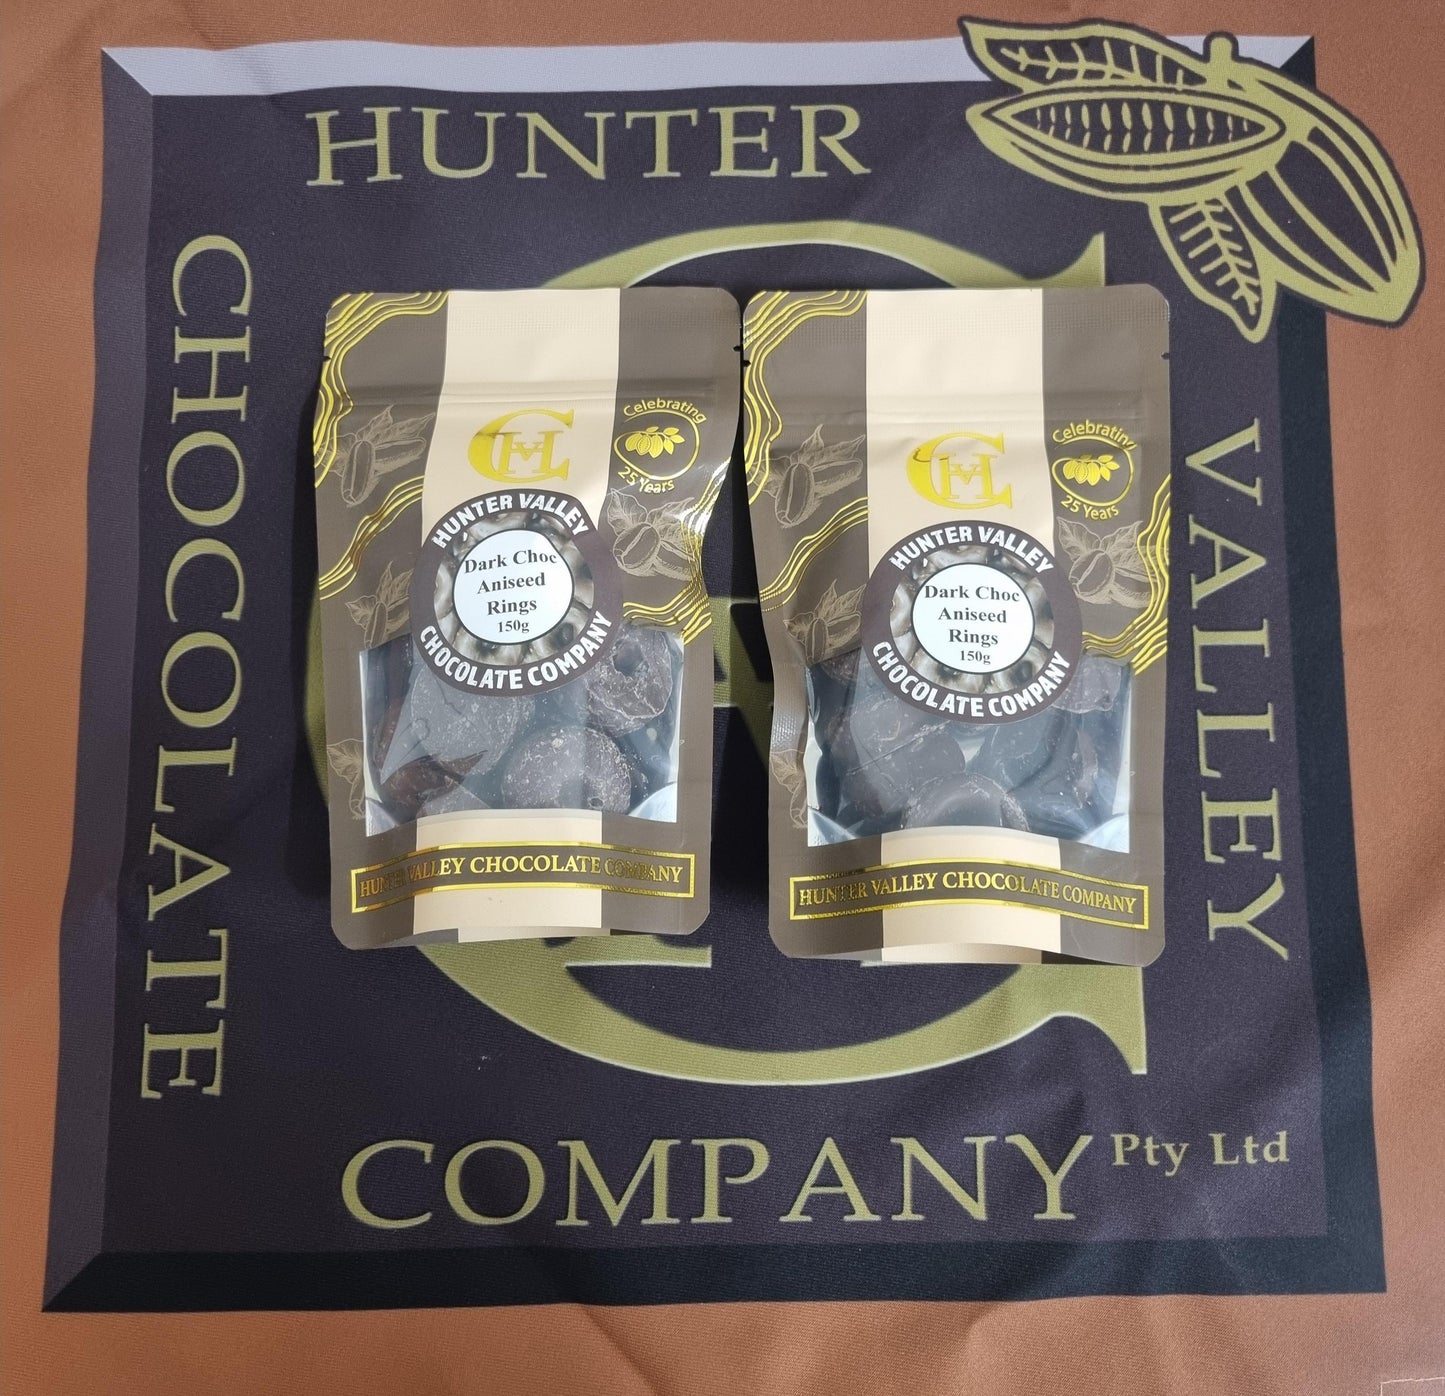 HUNTER
VALLEY
CHOCOLATE
COMPANY Pty Ltd
CHVM
Celebrating
25 Years
HUNTER VALLEY
Dark Choc
Aniseed
Rings
150g
CHOCOLATE COMPANY
HUNTER VALLEY CHOCOLATE COMPANY
CHVM
Celebrating
25 Years
HUNTER VALLEY
Dark Choc
Aniseed
Rings
150g
CHOCOLATE COMPANY
HUNTER VALLEY CHOCOLATE COMPANY